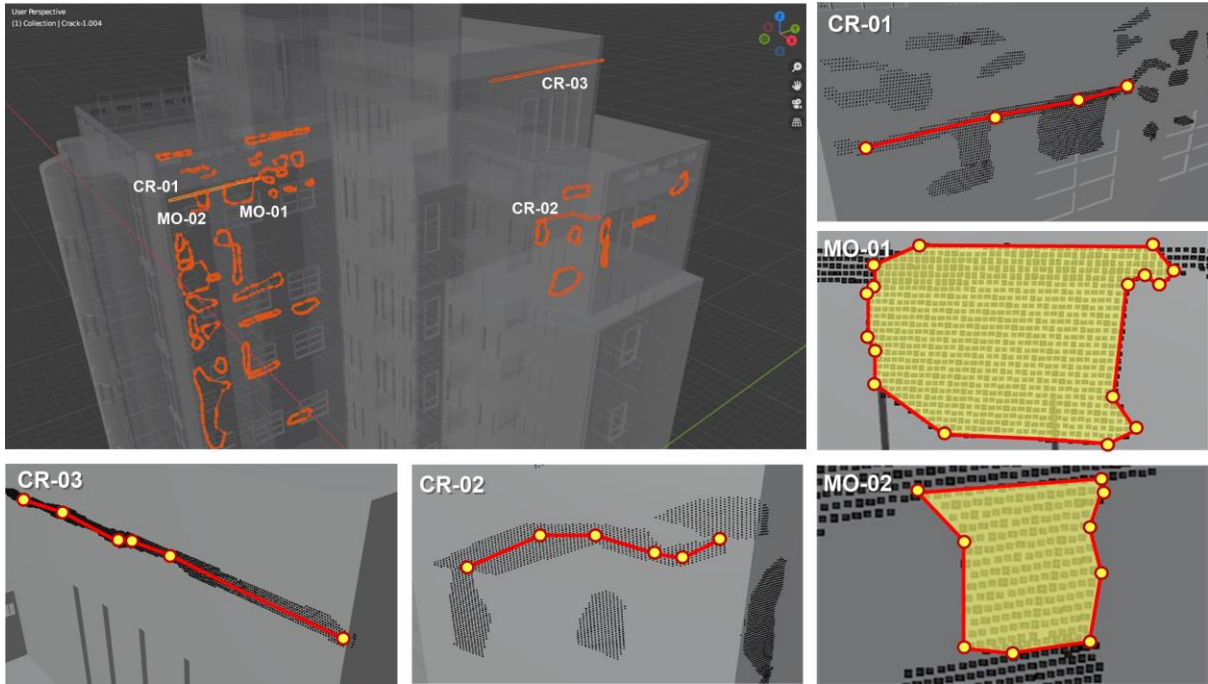 User Perspective
(1) Collection | Crack-1.004
Z
Y
X
CR-03
CR-01
MO-02
MO-01
CR-02
CR-01
MO-01
CR-03
CR-02
MO-02